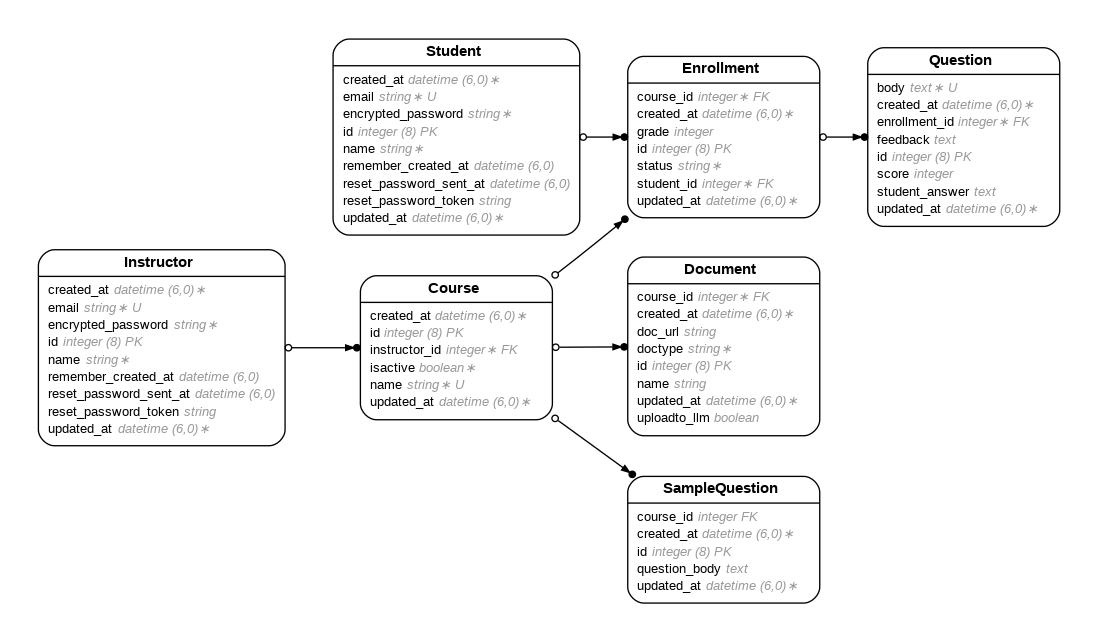 Student
created_at datetime (6,0)∗
email string∗ U
encrypted_password string∗
id integer (8) PK
name string∗
remember_created_at datetime (6,0)
reset_password_sent_at datetime (6,0)
reset_password_token string
updated_at datetime (6,0)∗
Enrollment
course_id integer∗ FK
created_at datetime (6,0)∗
grade integer
id integer (8) PK
status string∗
student_id integer∗ FK
updated_at datetime (6,0)∗
Question
body text∗ U
created_at datetime (6,0)∗
enrollment_id integer∗ FK
feedback text
id integer (8) PK
score integer
student_answer text
updated_at datetime (6,0)∗
Instructor
created_at datetime (6,0)∗
email string∗ U
encrypted_password string∗
id integer (8) PK
name string∗
remember_created_at datetime (6,0)
reset_password_sent_at datetime (6,0)
reset_password_token string
updated_at datetime (6,0)∗
Course
created_at datetime (6,0)∗
id integer (8) PK
instructor_id integer∗ FK
isactive boolean∗
name string∗ U
updated_at datetime (6,0)∗
Document
course_id integer∗ FK
created_at datetime (6,0)∗
doc_url string
doctype string∗
id integer (8) PK
name string
updated_at datetime (6,0)∗
uploadto_llm boolean
SampleQuestion
course_id integer FK
created_at datetime (6,0)∗
id integer (8) PK
question_body text
updated_at datetime (6,0)∗